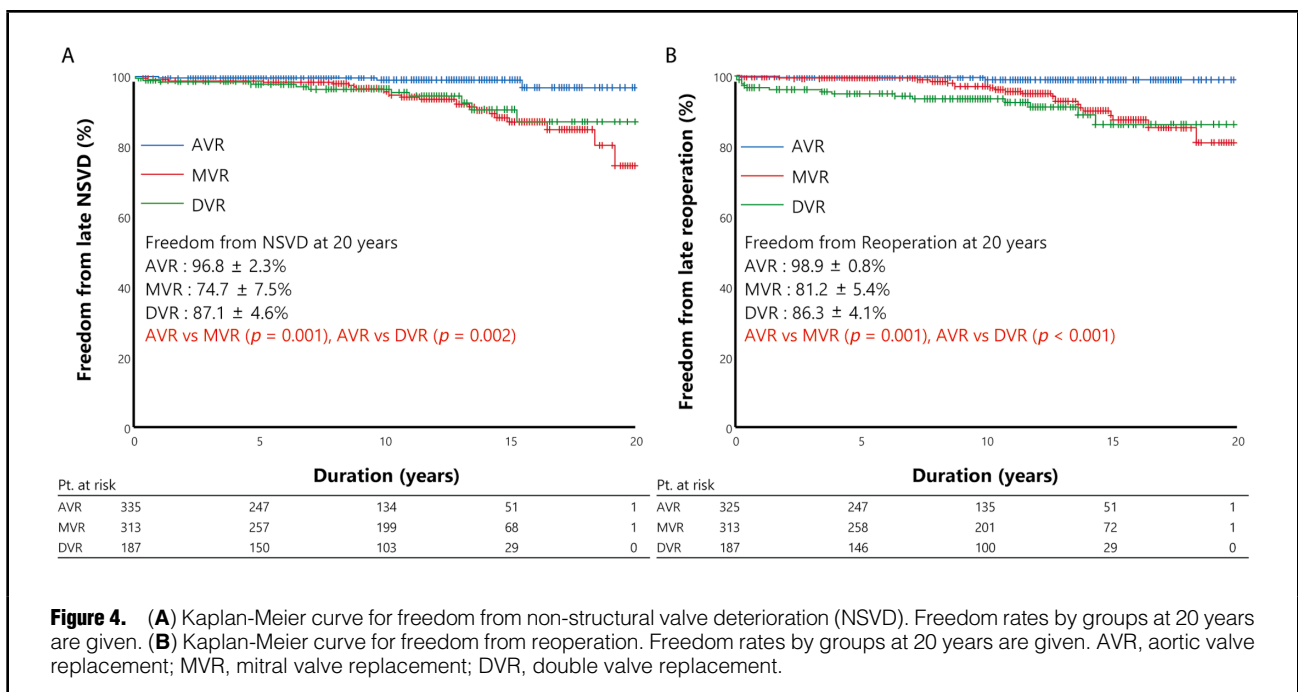 A
100
80
60
40
20
0
Freedom from late NSVD (%)
AVR
MVR
DVR
Freedom from NSVD at 20 years
AVR : 96.8 ± 2.3%
MVR : 74.7 ± 7.5%
DVR : 87.1 ± 4.6%
AVR vs MVR (p = 0.001), AVR vs DVR (p = 0.002)
0 5 10 15 20
Duration (years)
Pt. at risk
AVR 335 247 134 51 1
MVR 313 257 199 68 1
DVR 187 150 103 29 0
B
100
80
60
40
20
0
Freedom from late reoperation (%)
AVR
MVR
DVR
Freedom from Reoperation at 20 years
AVR : 98.9 ± 0.8%
MVR : 81.2 ± 5.4%
DVR : 86.3 ± 4.1%
AVR vs MVR (p = 0.001), AVR vs DVR (p < 0.001)
0 5 10 15 20
Duration (years)
Pt. at risk
AVR 325 247 135 51 1
MVR 313 258 201 72 1
DVR 187 146 100 29 0
Figure 4. (A) Kaplan-Meier curve for freedom from non-structural valve deterioration (NSVD). Freedom rates by groups at 20 years
are given. (B) Kaplan-Meier curve for freedom from reoperation. Freedom rates by groups at 20 years are given. AVR, aortic valve
replacement; MVR, mitral valve replacement; DVR, double valve replacement.